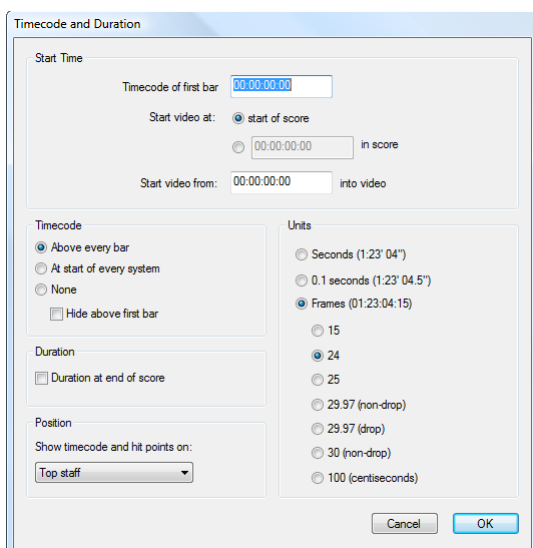 Timecode and Duration
Start Time
Timecode of first bar 00:00:00:00
Start video at: start of score
00:00:00:00 in score
Start video from: 00:00:00:00 into video
Timecode
Above every bar
At start of every system
None
Hide above first bar
Duration
Duration at end of score
Position
Show timecode and hit points on:
Top staff
Units
Seconds (1:23' 04")
0.1 seconds (1:23' 04.5")
Frames (01:23:04:15)
15
24
25
29.97 (non-drop)
29.97 (drop)
30 (non-drop)
100 (centiseconds)
Cancel OK